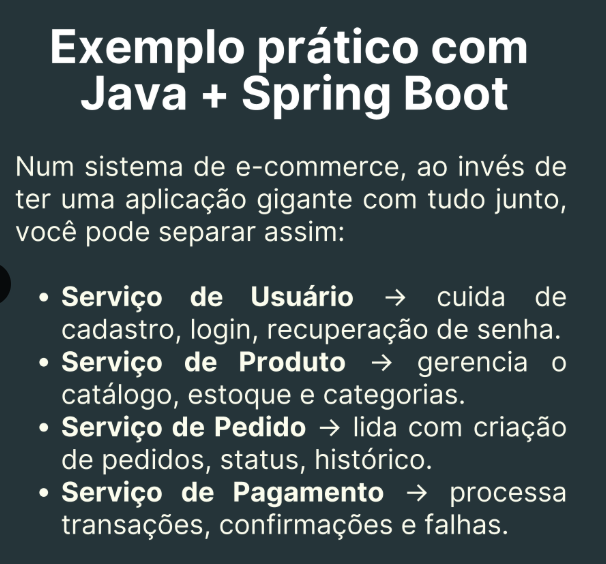 Exemplo prático com
Java + Spring Boot
Num sistema de e-commerce, ao invés de
ter uma aplicação gigante com tudo junto,
você pode separar assim:
• Serviço de Usuário → cuida de
cadastro, login, recuperação de senha.
• Serviço de Produto → gerencia o
catálogo, estoque e categorias.
• Serviço de Pedido → lida com criação
de pedidos, status, histórico.
• Serviço de Pagamento → processa
transações, confirmações e falhas.